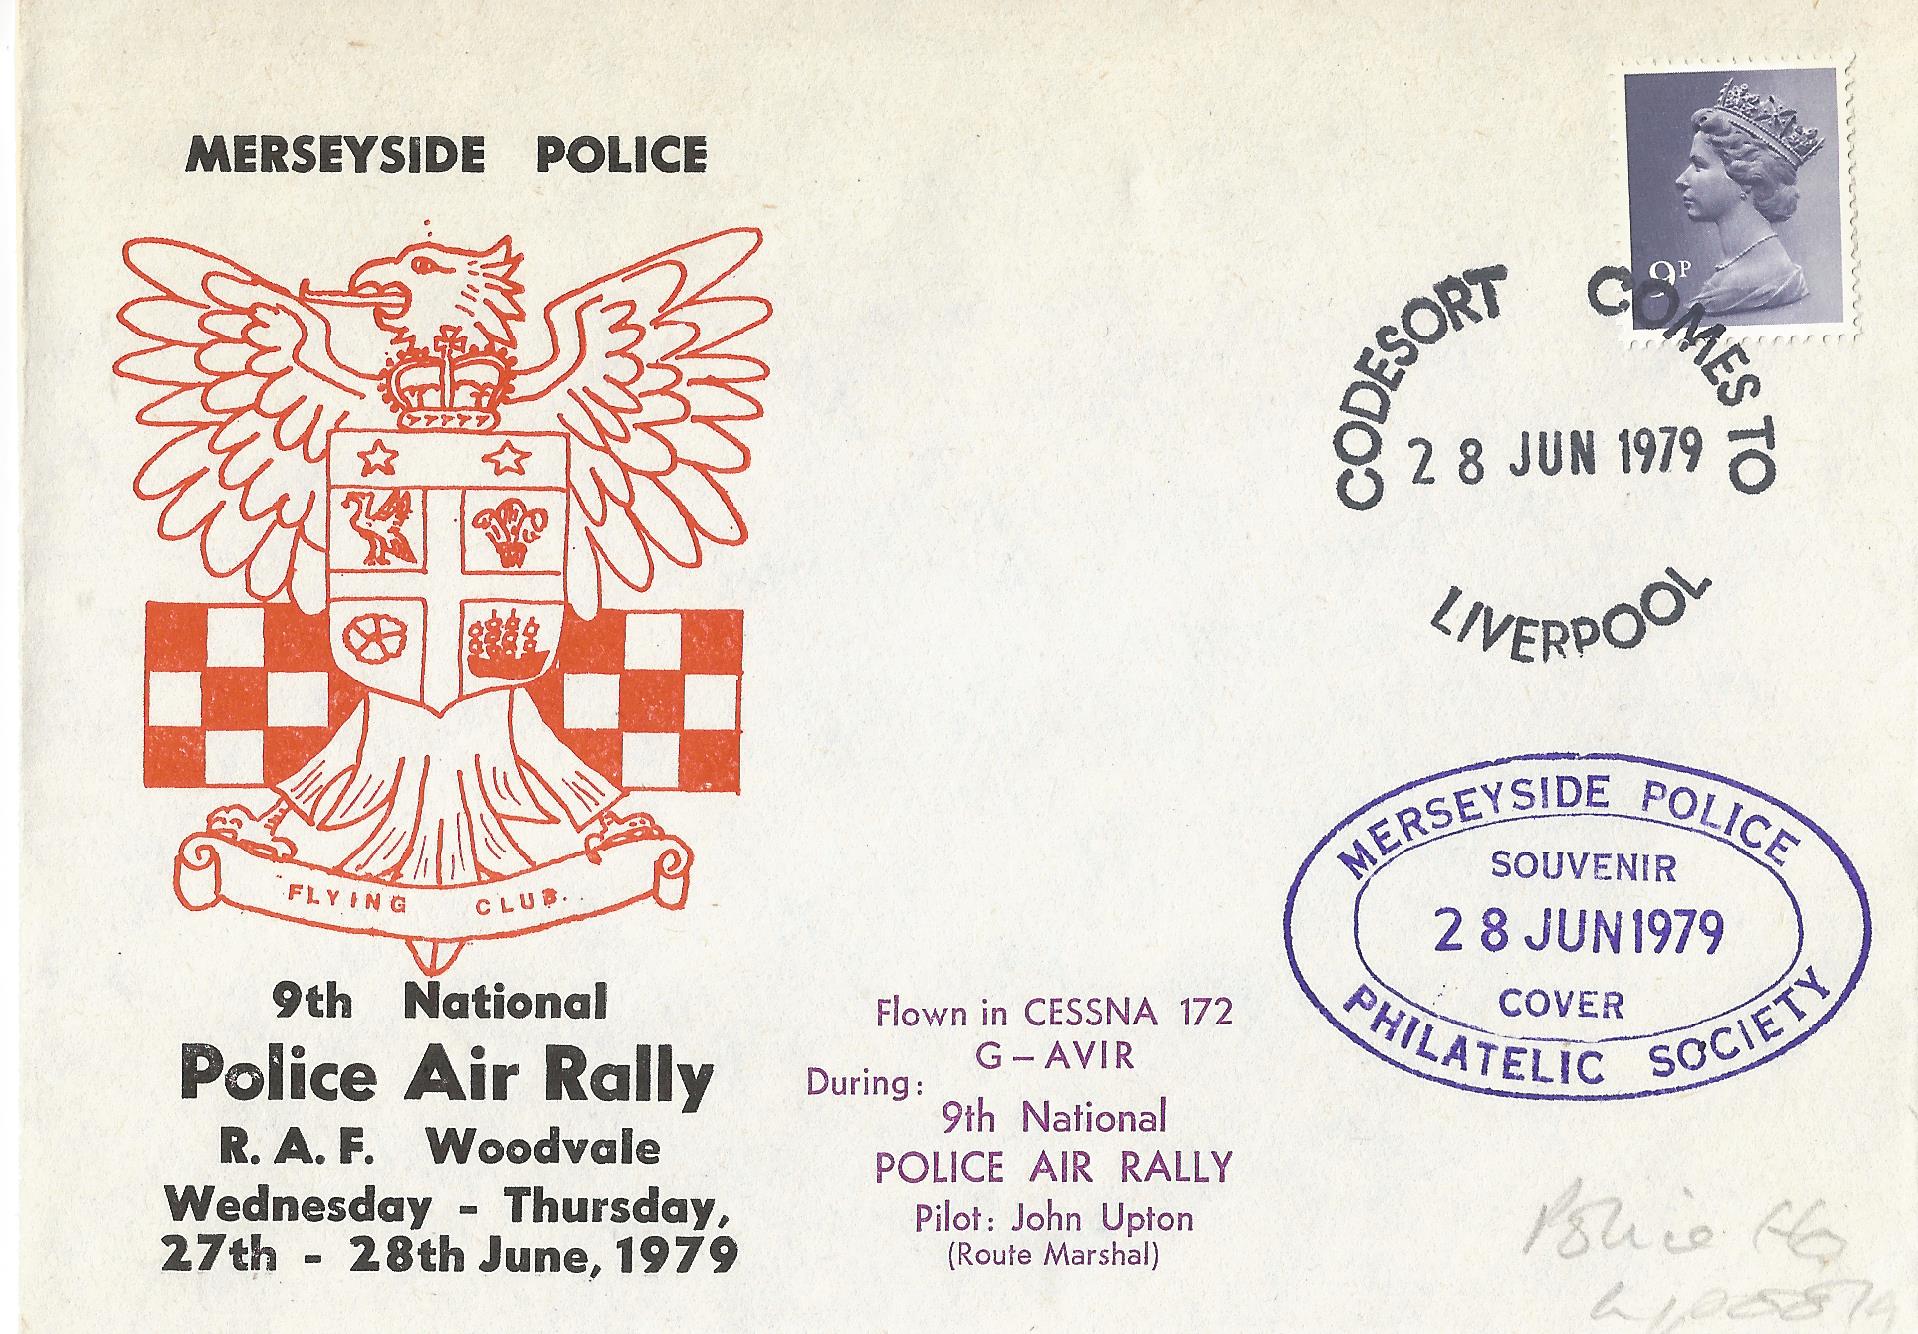 MERSEYSIDE POLICE
FLYING CLUB.
9th National
Police Air Rally
R. A. F. Woodvale
Wednesday - Thursday,
27th - 28th June, 1979
Flown in CESSNA 172
G - AVIR
During:
9th National
POLICE AIR RALLY
Pilot: John Upton
(Route Marshal)
9P
CODESORT COMES TO
28 JUN 1979
LIVERPOOL
MERSEYSIDE POLICE
SOUVENIR
28 JUN 1979
COVER
PHILATELIC SOCIETY
Police